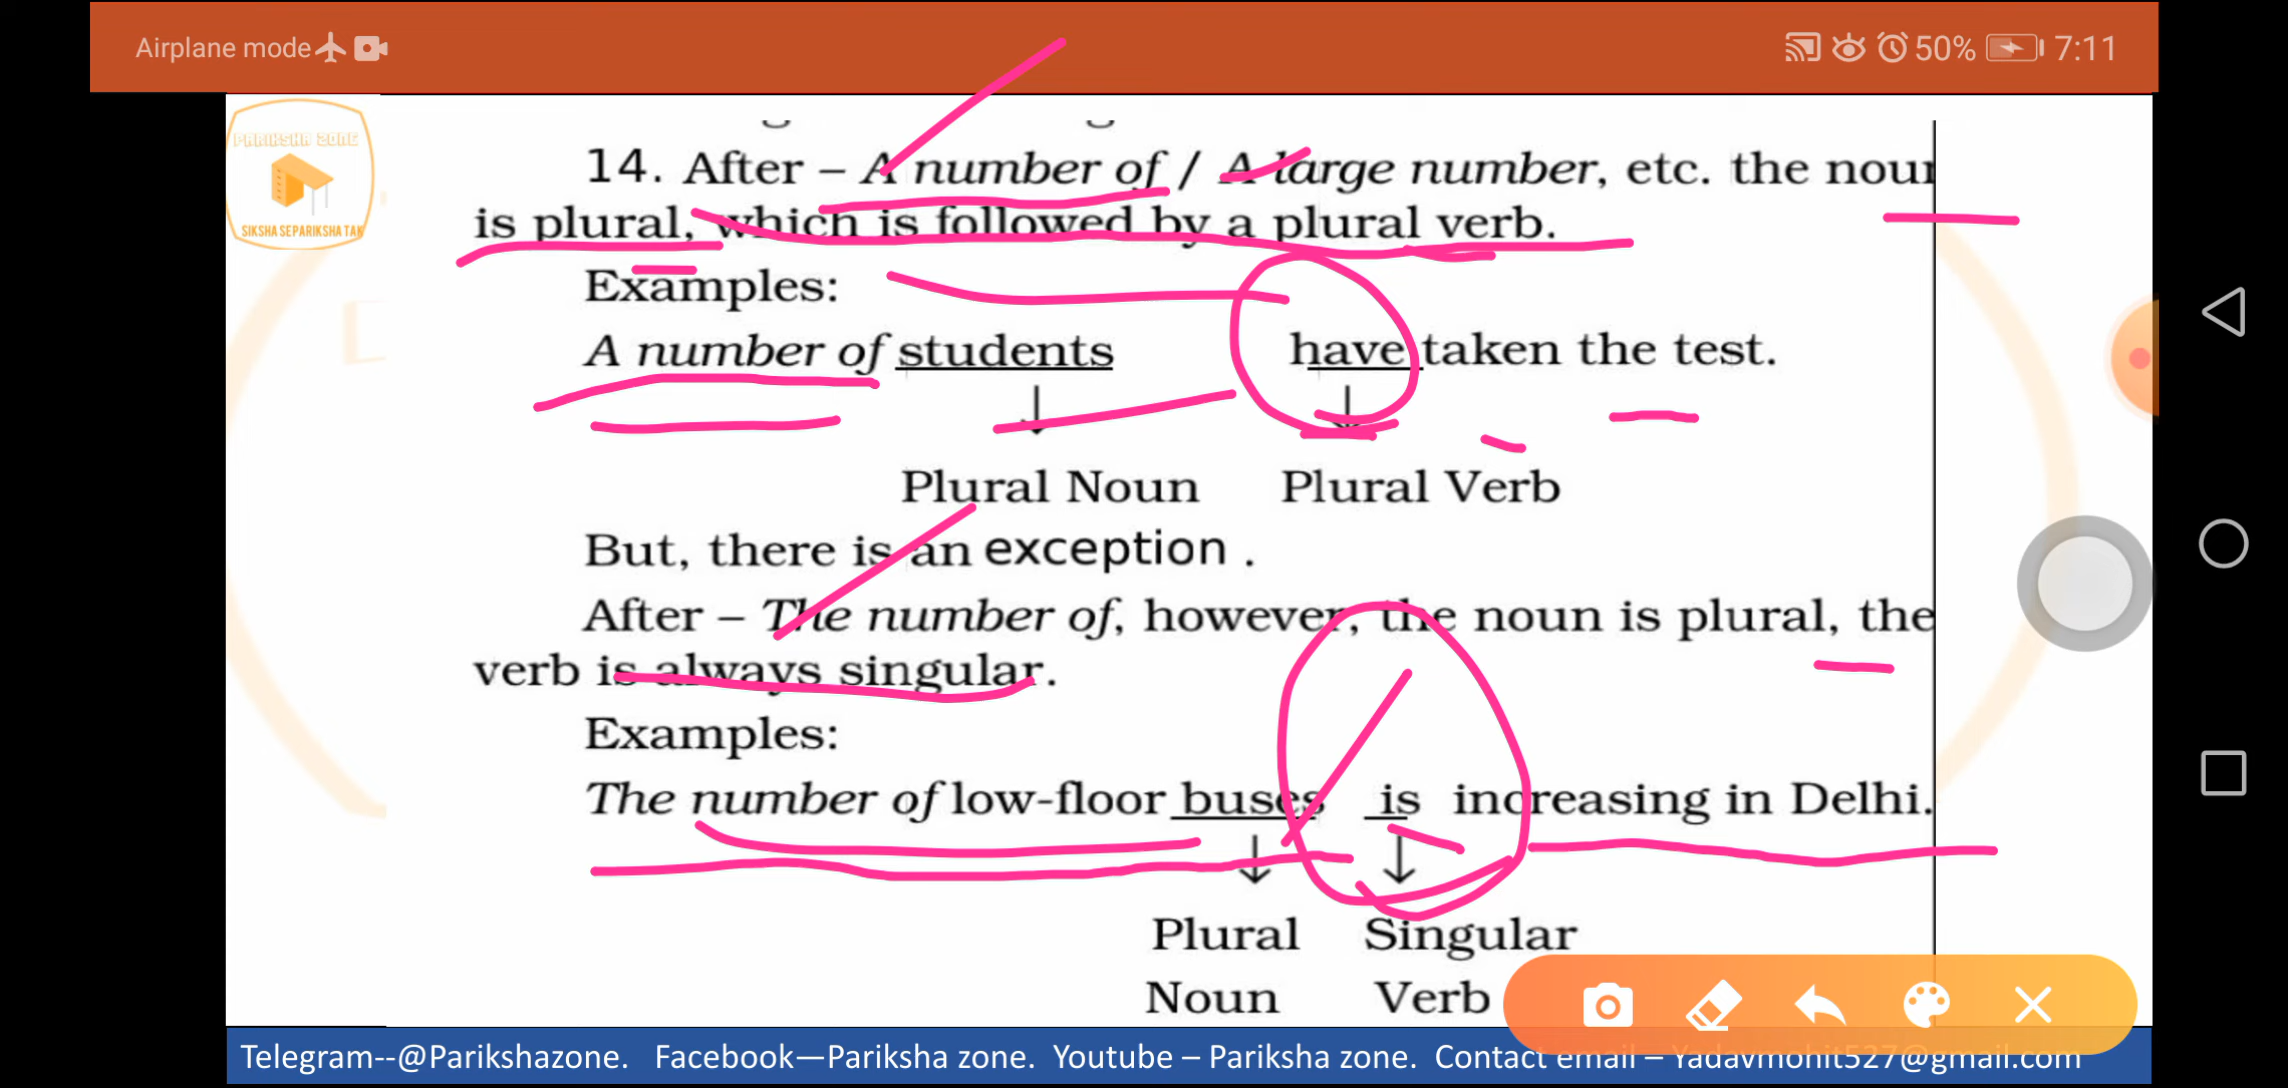 Airplane mode
50% 7:11
PARIKSHA ZONE
SIKSHA SE PARIKSHA TAK
14. After – A number of / A large number, etc. the noun
is plural, which is followed by a plural verb.
Examples:
A number of students have taken the test.
Plural Noun Plural Verb
But, there is an exception .
After – The number of, however, the noun is plural, the
verb is always singular.
Examples:
The number of low-floor buses is increasing in Delhi.
Plural Singular
Noun Verb
Telegram--@Parikshazone. Facebook—Pariksha zone. Youtube – Pariksha zone. Contact email – Yadavmohit527@gmail.com